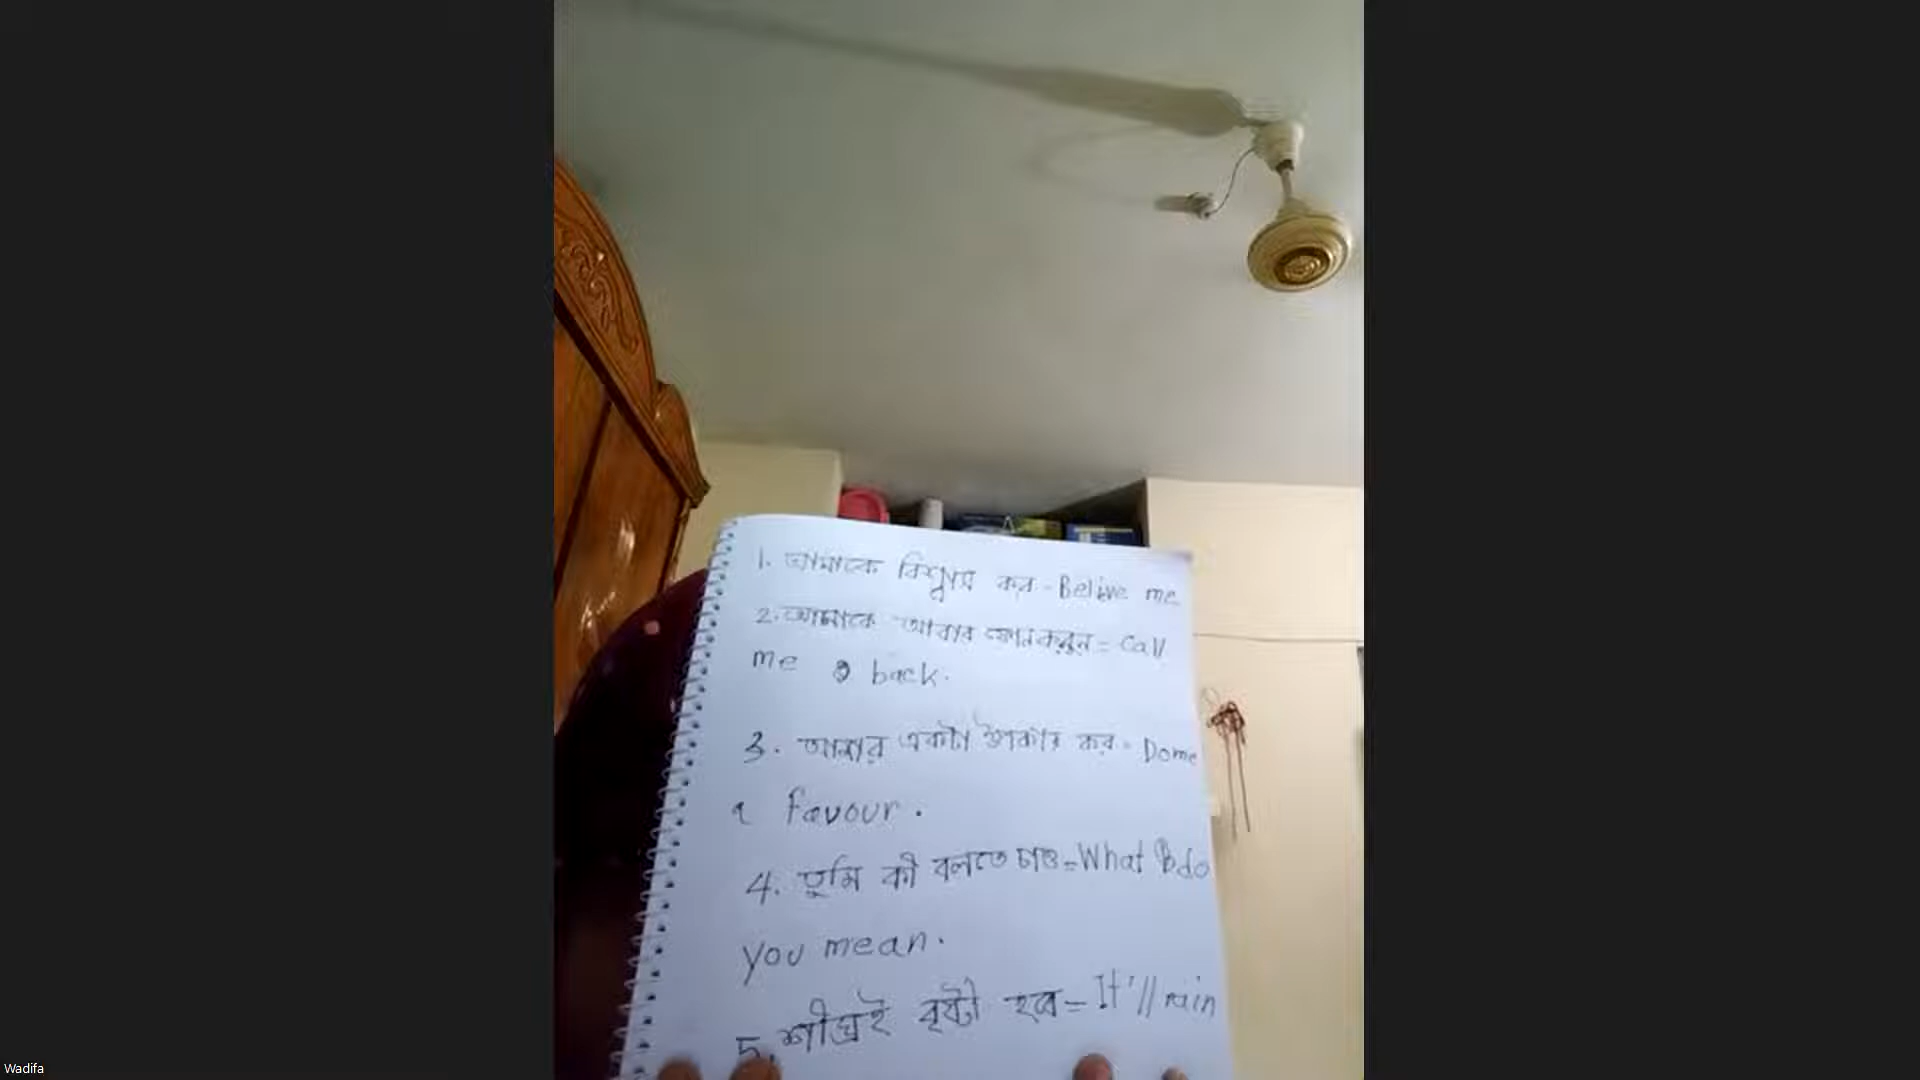 1. আমাকে বিশ্বাস কর - Belive me
2. আমাকে আবার ফোন করুন = Call
me back.
3. আমার একটা উপকার কর = Do me
a favour.
4. তুমি কী বলতে চাও = What do
you mean.
5. শীঘ্রই বৃষ্টী হবে = It'll rain
Wadifa